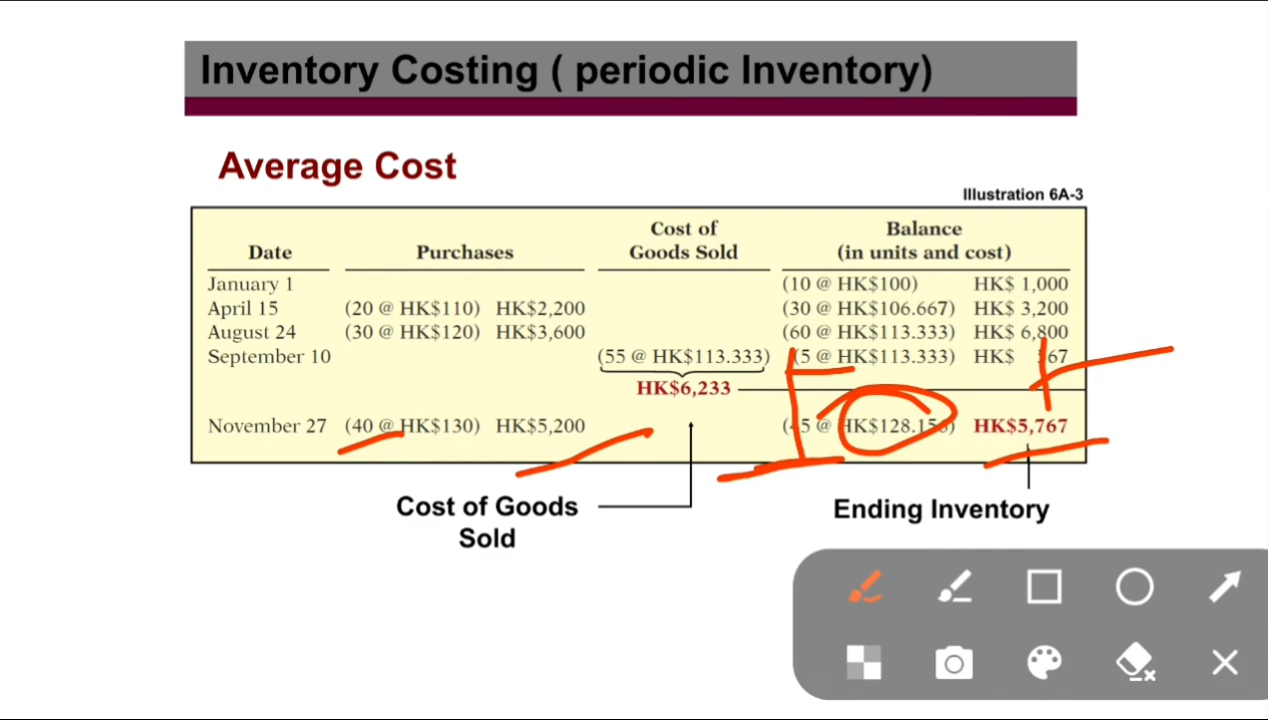 Inventory Costing ( periodic Inventory)
Average Cost
Illustration 6A-3
Cost of Balance
Date Purchases Goods Sold (in units and cost)
January 1 (10 @ HK$100) HK$ 1,000
April 15 (20 @ HK$110) HK$2,200 (30 @ HK$106.667) HK$ 3,200
August 24 (30 @ HK$120) HK$3,600 (60 @ HK$113.333) HK$ 6,800
September 10 (55 @ HK$113.333) (5 @ HK$113.333) HK$ 567
HK$6,233
November 27 (40 @ HK$130) HK$5,200 (45 @ HK$5,767
Cost of Goods
Sold
Ending Inventory